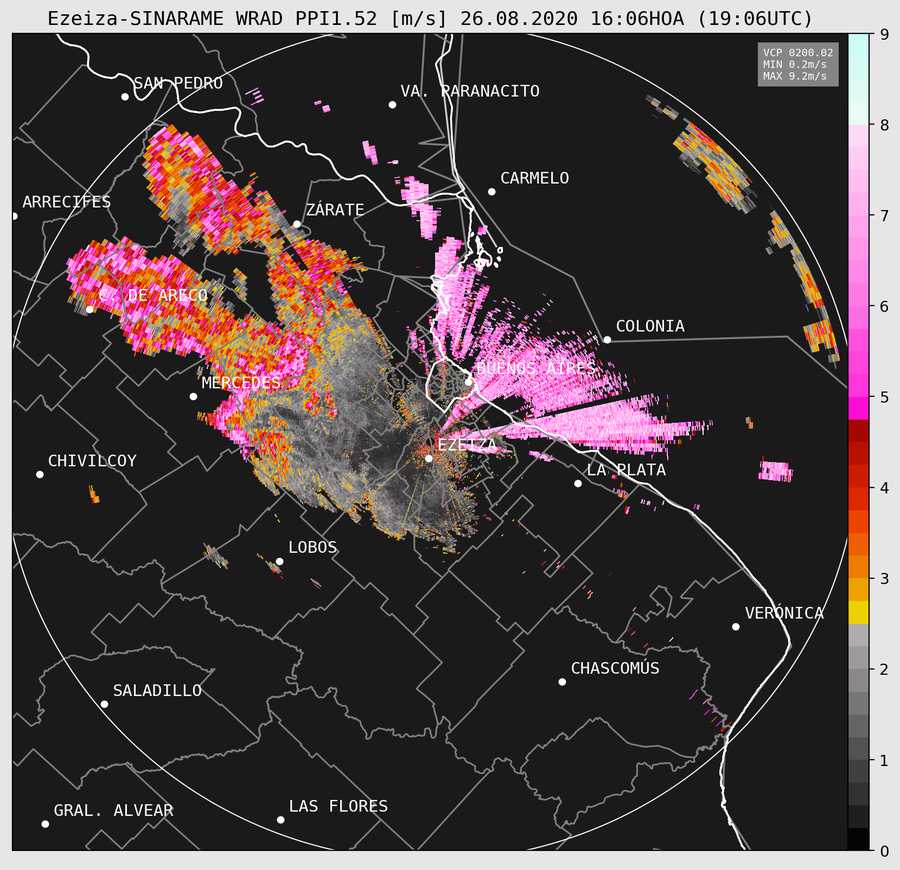 Ezeiza-SINARAME WRAD PPI1.52 [m/s] 26.08.2020 16:06HOA (19:06UTC)
VCP 0200.02
MIN 0.2m/s
MAX 9.2m/s
SAN PEDRO
VA. PARANACITO
CARMELO
ARRECIFES
ZÁRATE
C. DE ARECO
COLONIA
BUENOS AIRES
MERCEDES
EZEIZA
CHIVILCOY
LA PLATA
LOBOS
VERÓNICA
CHASCOMÚS
SALADILLO
GRAL. ALVEAR
LAS FLORES
9
8
7
6
5
4
3
2
1
0